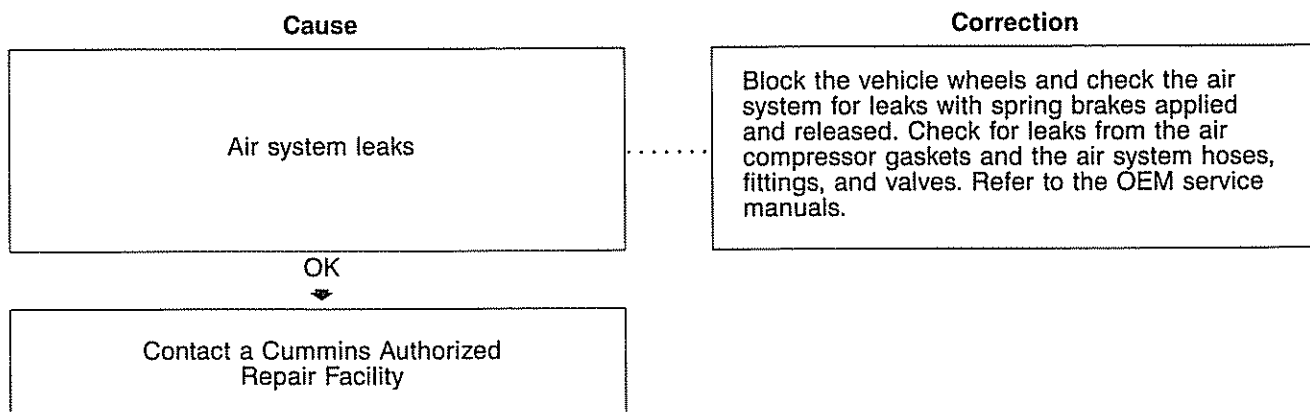 Cause
Correction
Air system leaks
Block the vehicle wheels and check the air
system for leaks with spring brakes applied
and released. Check for leaks from the air
compressor gaskets and the air system hoses,
fittings, and valves. Refer to the OEM service
manuals.
OK
Contact a Cummins Authorized
Repair Facility